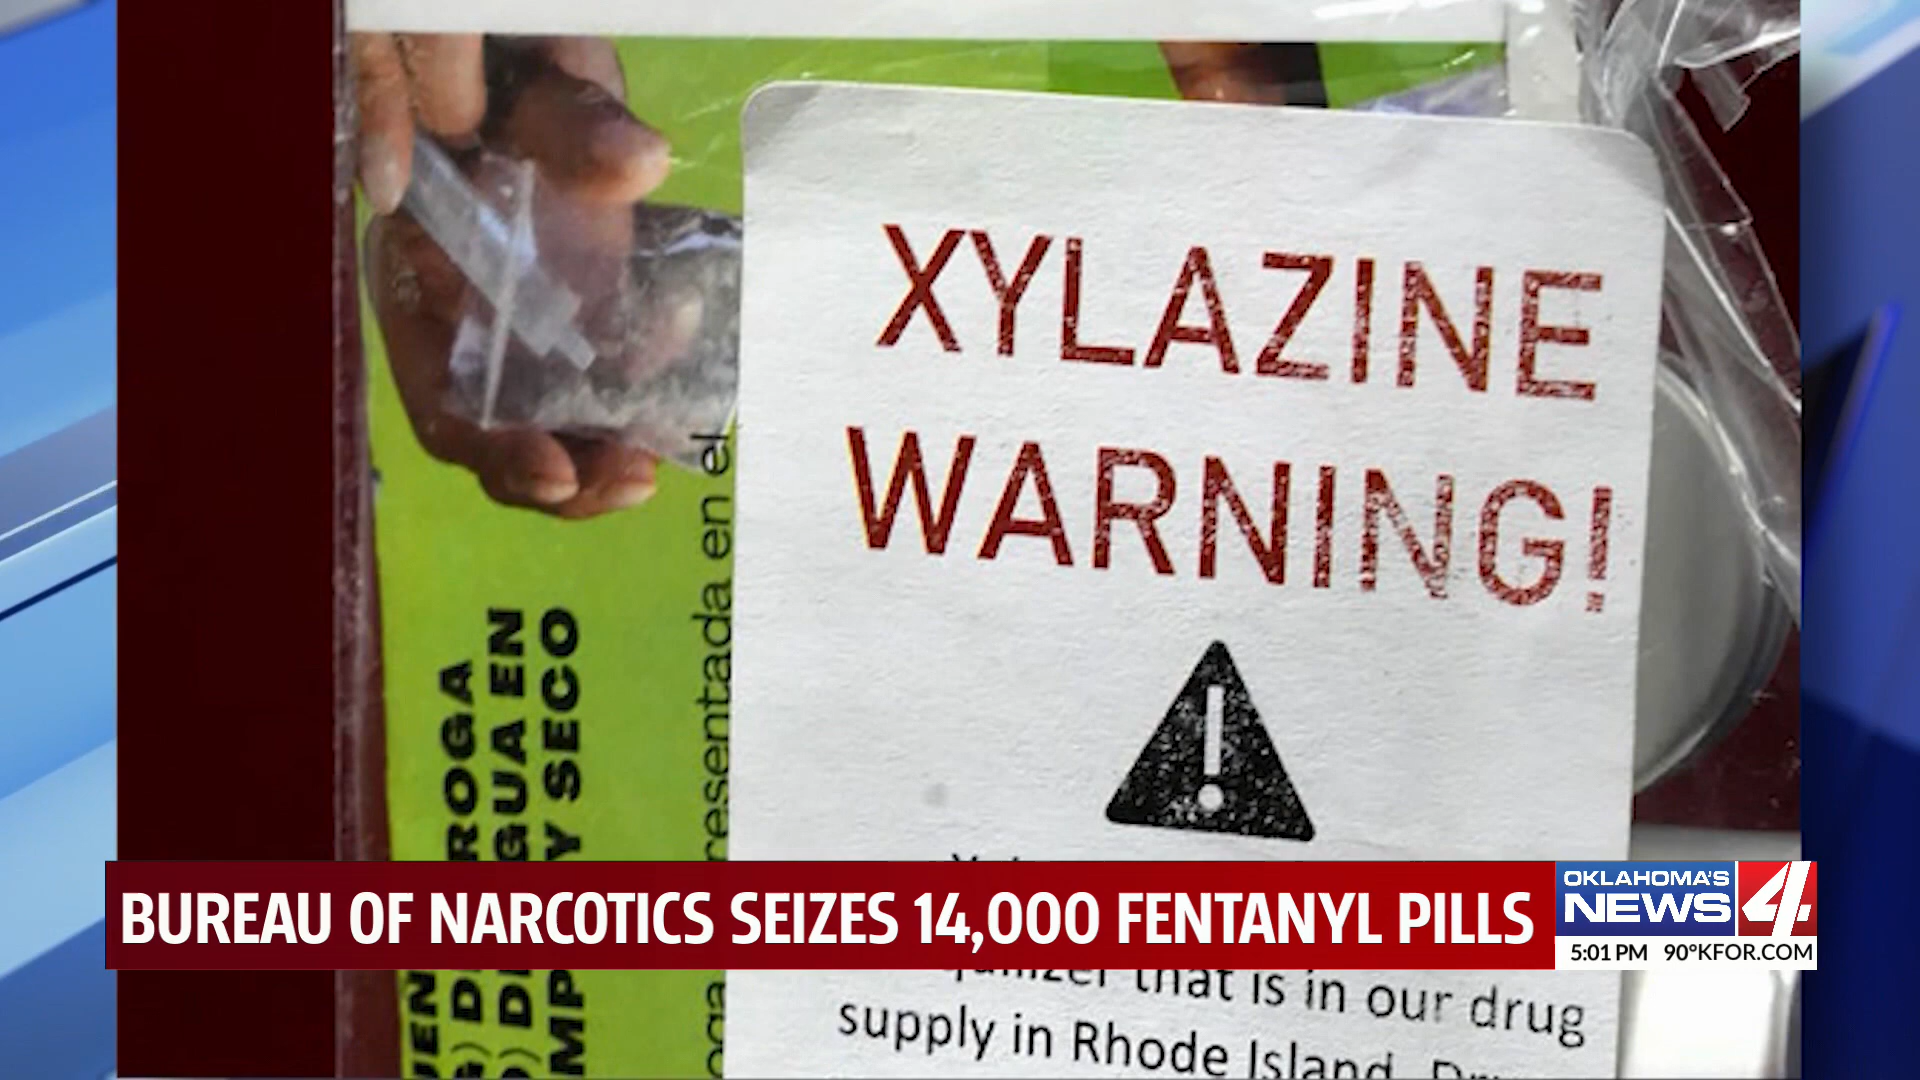 XYLAZINE
WARNING!
ROGA
GUA EN
Y SECO
resentada en el
BUREAU OF NARCOTICS SEIZES 14,000 FENTANYL PILLS
OKLAHOMA'S
NEWS 4
5:01 PM 90° KFOR.COM
that is in our drug
supply in Rhode Island.